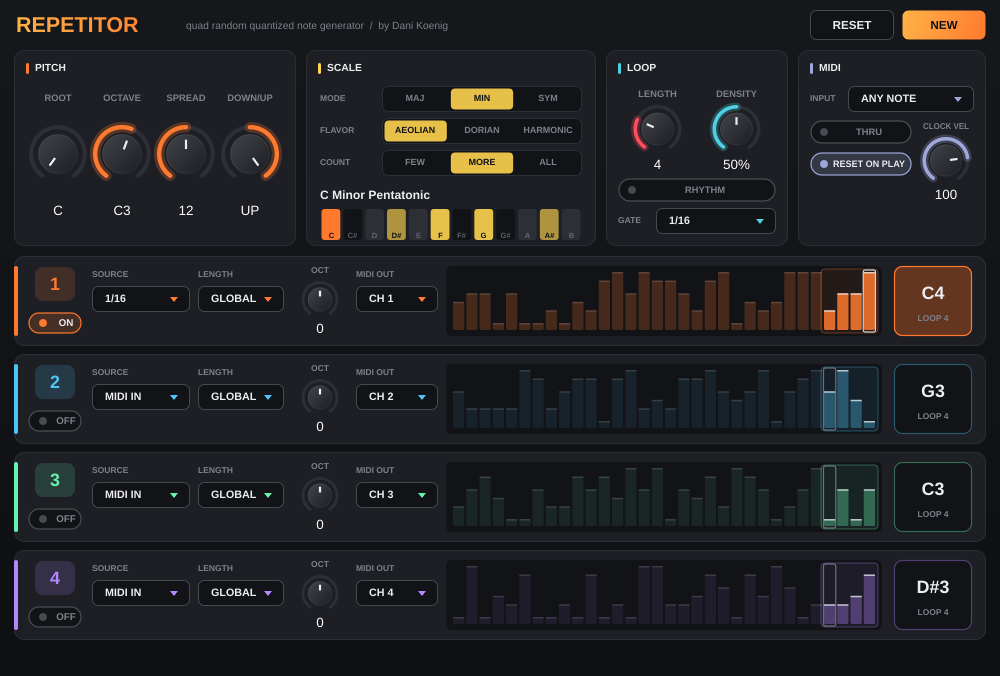 REPETITOR quad random quantized note generator / by Dani Koenig RESET NEW
PITCH
ROOT OCTAVE SPREAD DOWN/UP
C C3 12 UP
SCALE
MODE MAJ MIN SYM
FLAVOR AEOLIAN DORIAN HARMONIC
COUNT FEW MORE ALL
C Minor Pentatonic
C C# D D# E F F# G G# A A# B
LOOP
LENGTH DENSITY
4 50%
RHYTHM
GATE 1/16
MIDI
INPUT ANY NOTE
THRU CLOCK VEL
RESET ON PLAY
100
1 SOURCE LENGTH OCT MIDI OUT
1/16 GLOBAL CH 1 C4
ON 0 LOOP 4
2 SOURCE LENGTH OCT MIDI OUT
MIDI IN GLOBAL CH 2 G3
OFF 0 LOOP 4
3 SOURCE LENGTH OCT MIDI OUT
MIDI IN GLOBAL CH 3 C3
OFF 0 LOOP 4
4 SOURCE LENGTH OCT MIDI OUT
MIDI IN GLOBAL CH 4 D#3
OFF 0 LOOP 4